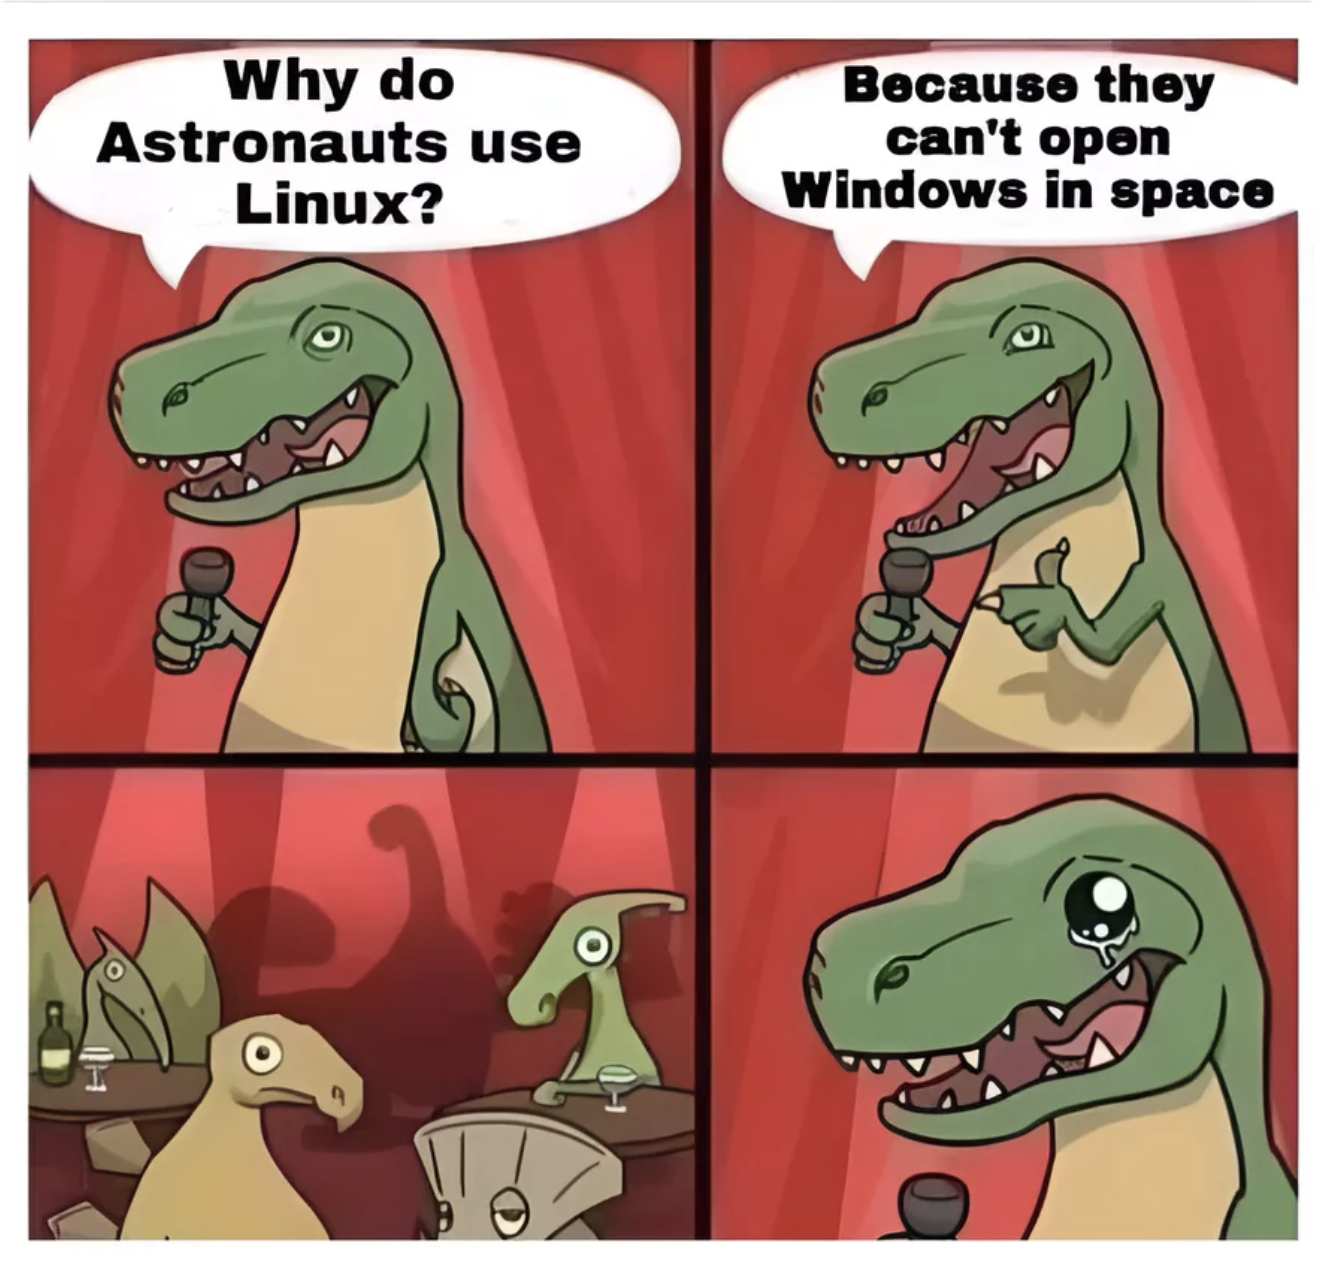 Why do
Astronauts use
Linux?
Because they
can't open
Windows in space